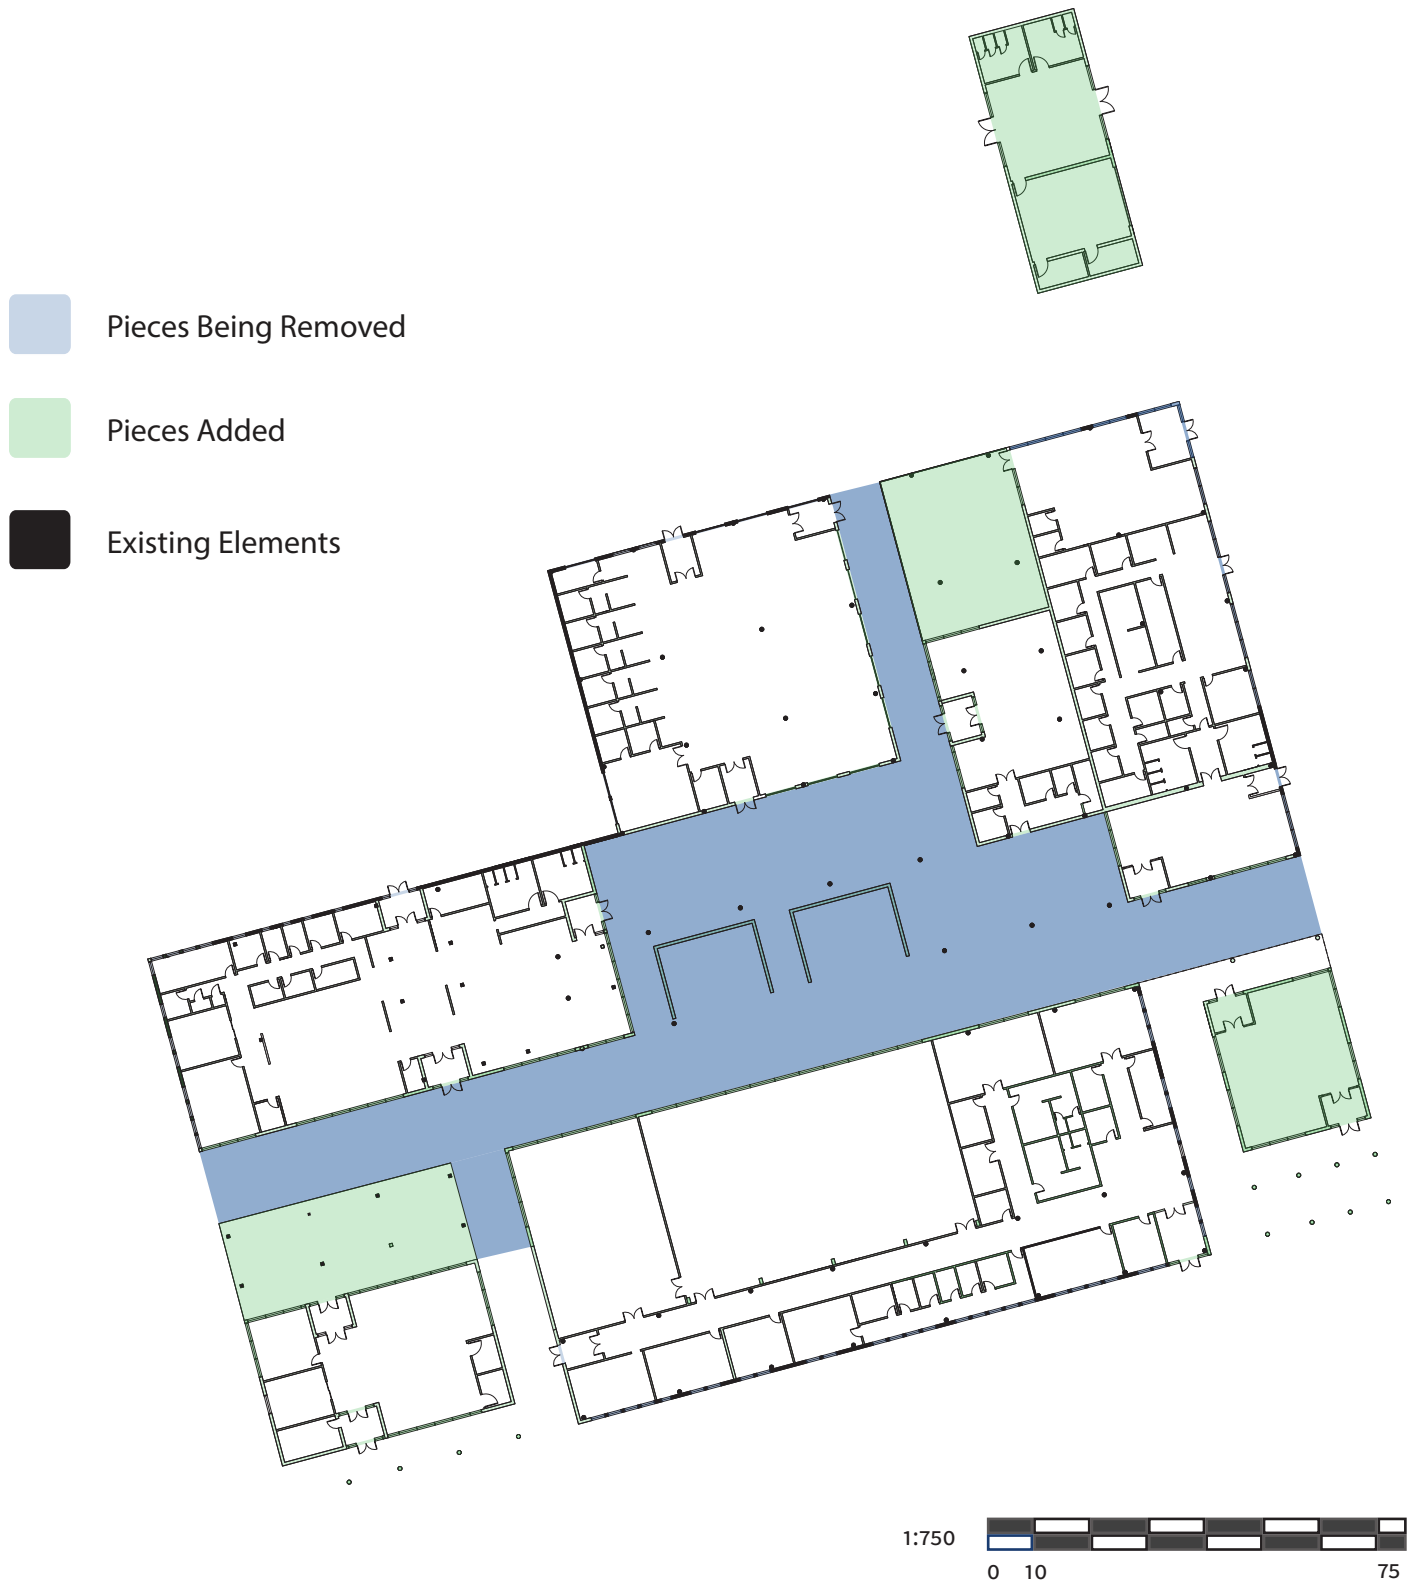 Pieces Being Removed
Pieces Added
Existing Elements
1:750
0 10 75